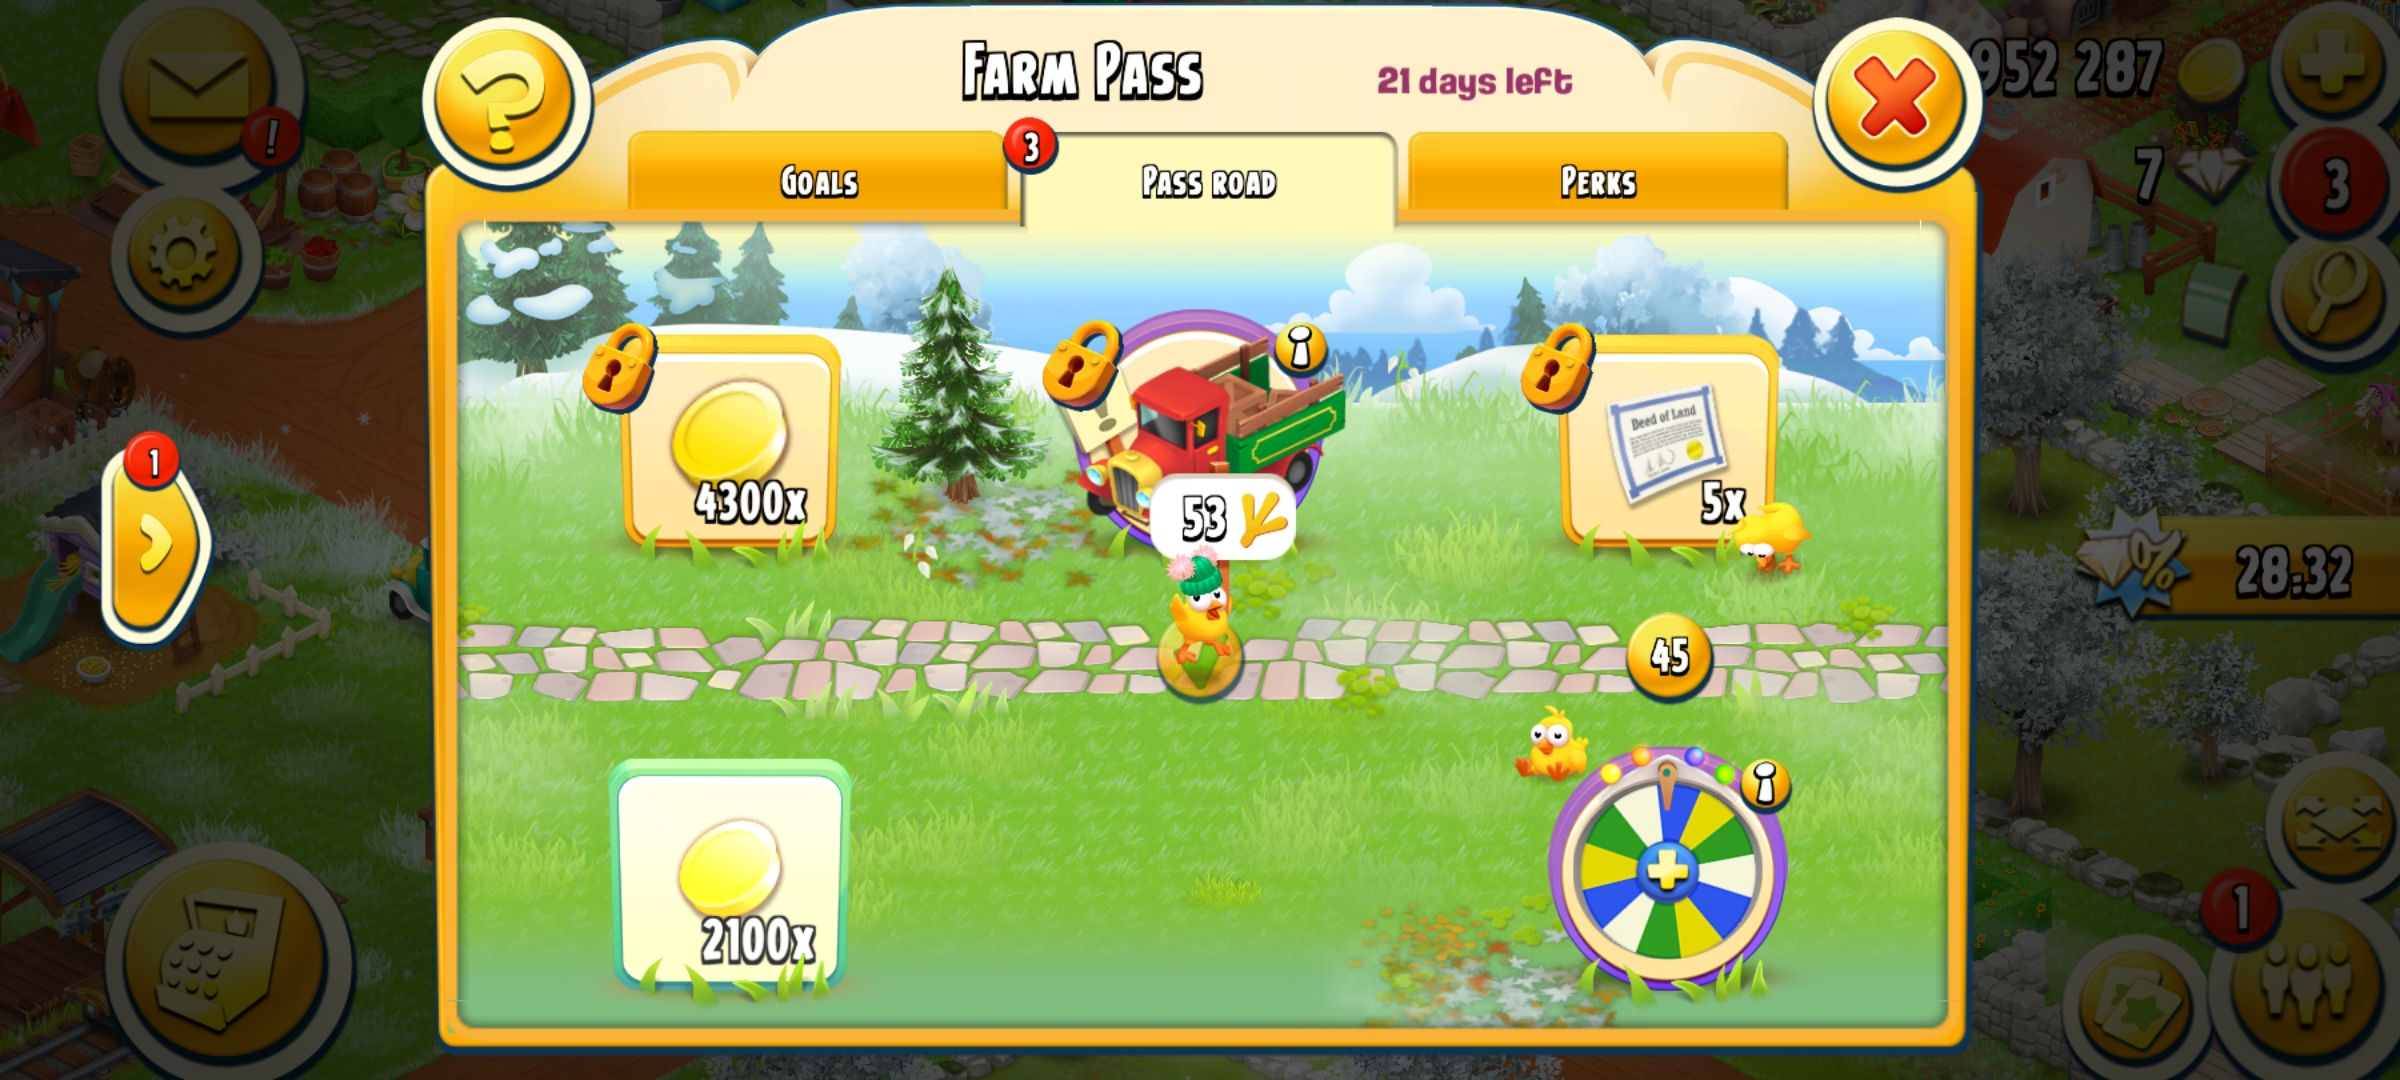 FARM PASS
21 days left
952 287
!
3
GOALS
PASS ROAD
PERKS
7
3
Deed of Land
4300x
53
5x
1
0%
28:32
45
2100x
1